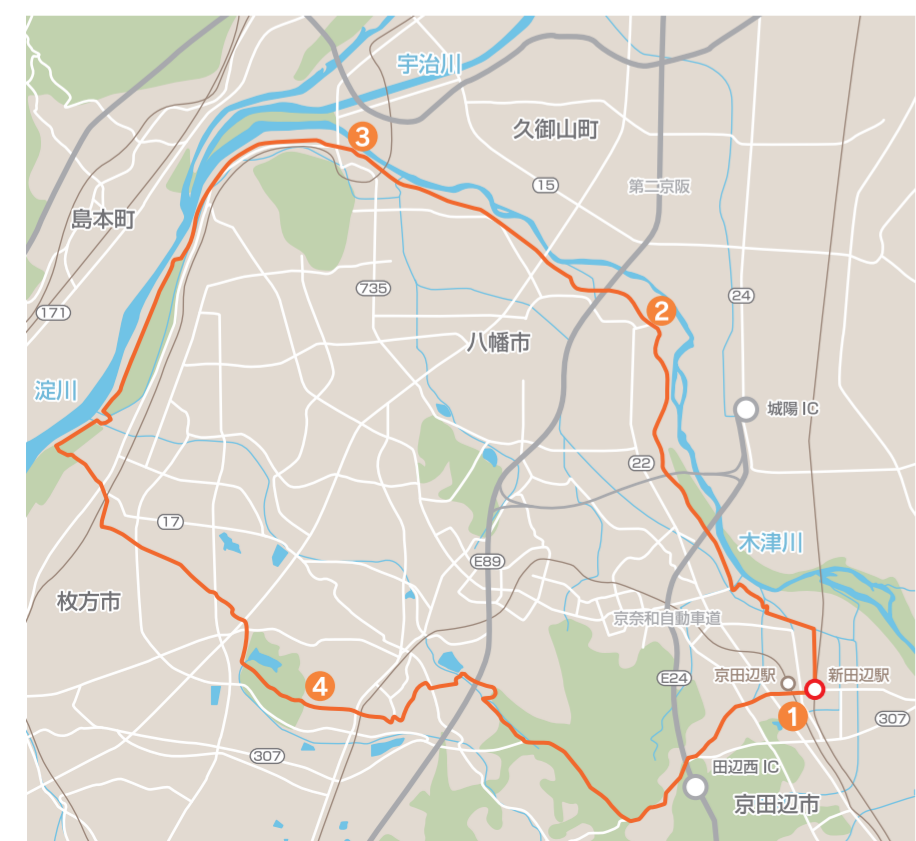 宇治川
3
久御山町
15
第二京阪
島本町
735
24
171
2
八幡市
淀川
城陽 IC
22
17
木津川
E89
枚方市
京奈和自動車道
京田辺駅
新田辺駅
E24
4
1
307
307
田辺西 IC
京田辺市